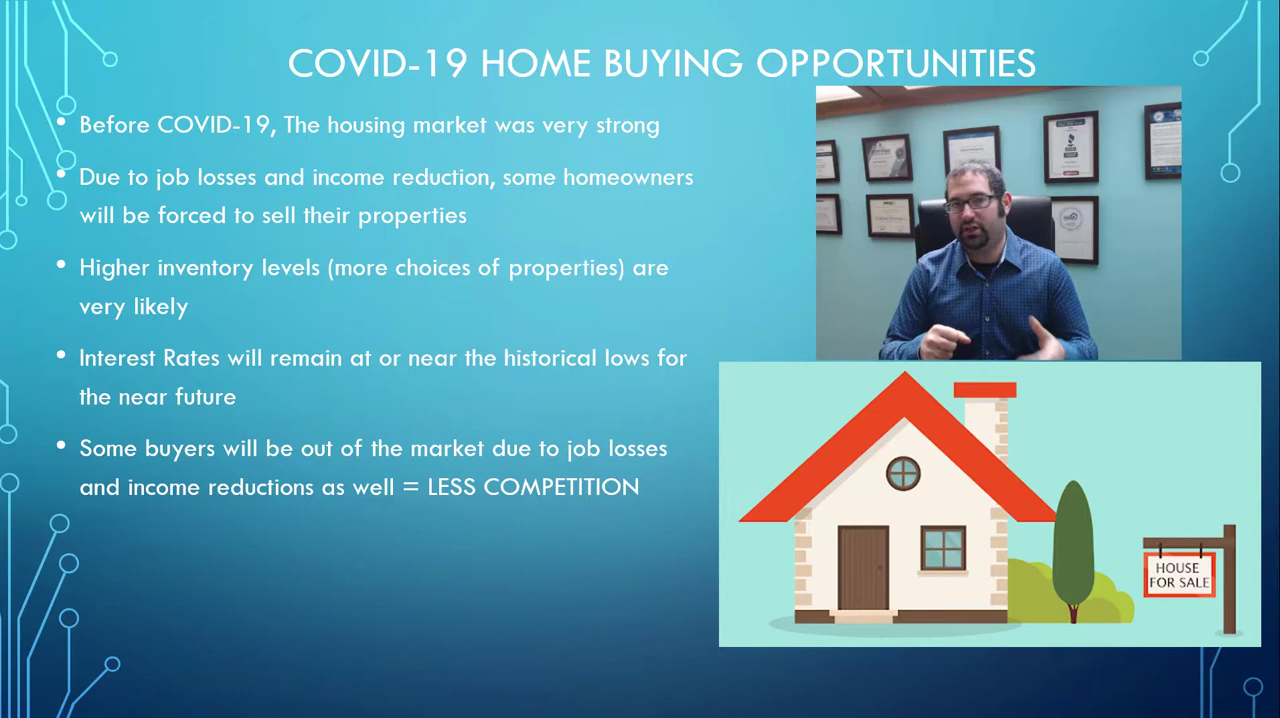 COVID-19 HOME BUYING OPPORTUNITIES
• Before COVID-19, The housing market was very strong
• Due to job losses and income reduction, some homeowners
will be forced to sell their properties
• Higher inventory levels (more choices of properties) are
very likely
• Interest Rates will remain at or near the historical lows for
the near future
• Some buyers will be out of the market due to job losses
and income reductions as well = LESS COMPETITION
BBB
HOUSE
FOR SALE